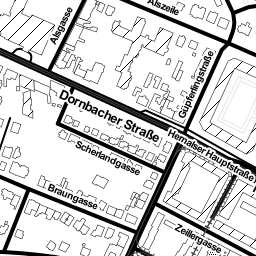 Alszeile
Alsgasse
Güpferlingstraße
Dornbacher Straße
Hernalser Hauptstraße
Scherlandgasse
Braungasse
Zeillergasse